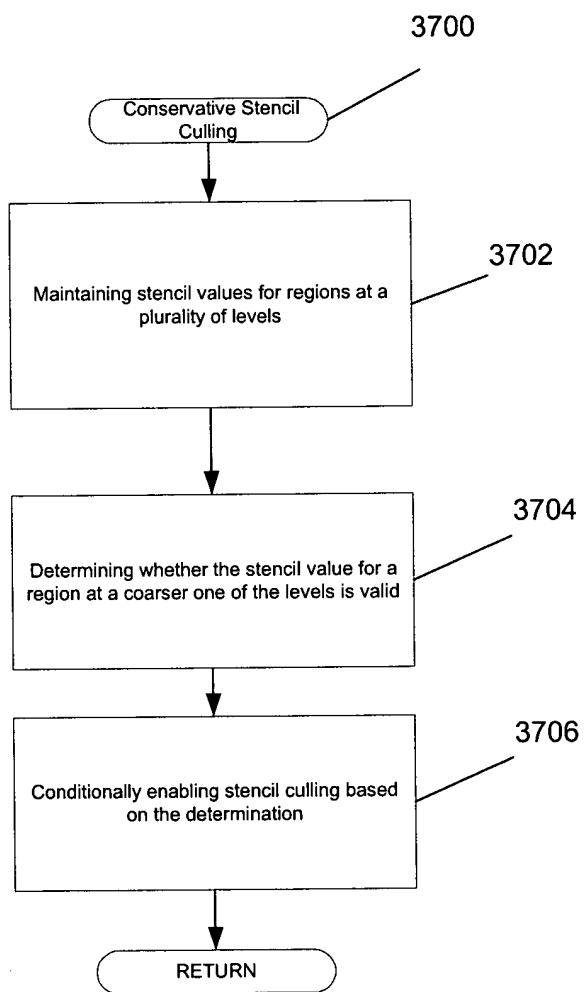 3700
Conservative Stencil
Culling
3702
Maintaining stencil values for regions at a
plurality of levels
3704
Determining whether the stencil value for a
region at a coarser one of the levels is valid
3706
Conditionally enabling stencil culling based
on the determination
RETURN